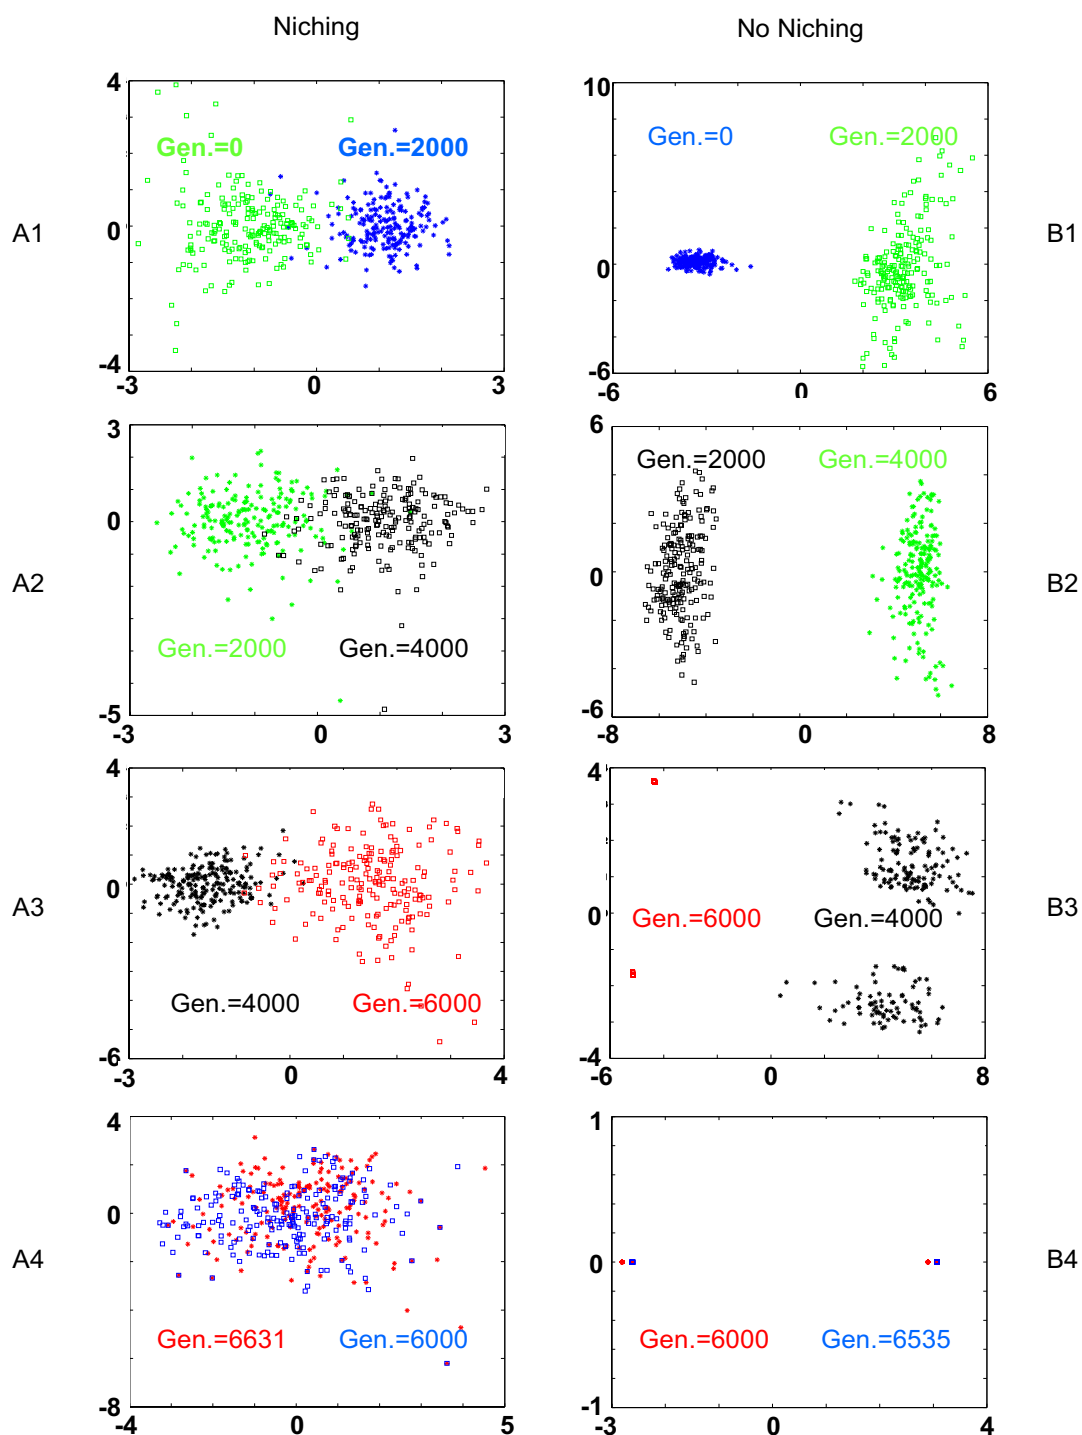 Niching
No Niching
4
Gen.=0
Gen.=2000
A1
0
-4
-3
0
3
10
Gen.=0
Gen.=2000
B1
0
-6
-6
0
6
3
A2
0
Gen.=2000
Gen.=4000
-5
-3
0
3
6
Gen.=2000
Gen.=4000
B2
0
-6
-8
0
8
4
A3
0
Gen.=4000
Gen.=6000
-6
-3
0
4
4
Gen.=6000
Gen.=4000
B3
0
-4
-6
0
8
4
0
A4
Gen.=6631
Gen.=6000
-8
-4
0
5
1
0
B4
Gen.=6000
Gen.=6535
-1
-3
0
4